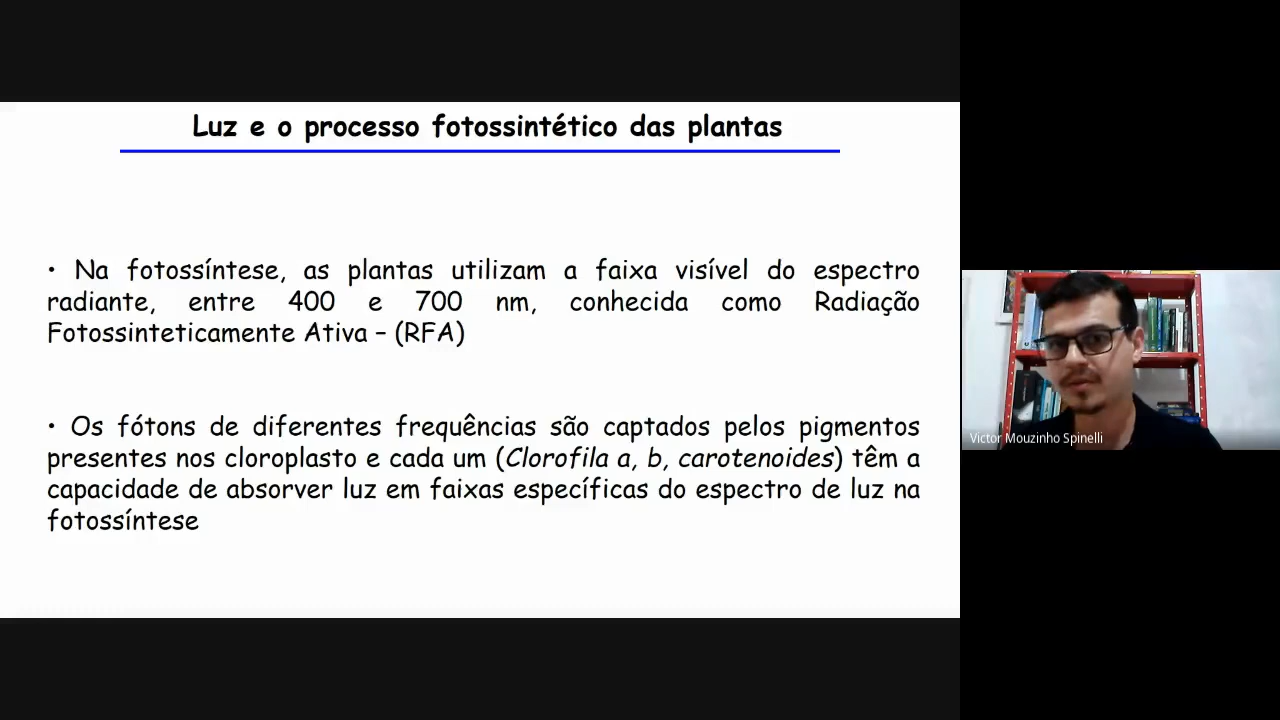 Luz e o processo fotossintético das plantas
• Na fotossíntese, as plantas utilizam a faixa visível do espectro
radiante, entre 400 e 700 nm, conhecida como Radiação
Fotossinteticamente Ativa – (RFA)
• Os fótons de diferentes frequências são captados pelos pigmentos
presentes nos cloroplasto e cada um (Clorofila a, b, carotenoides) têm a
capacidade de absorver luz em faixas específicas do espectro de luz na
fotossíntese
Victor Mouzinho Spinelli